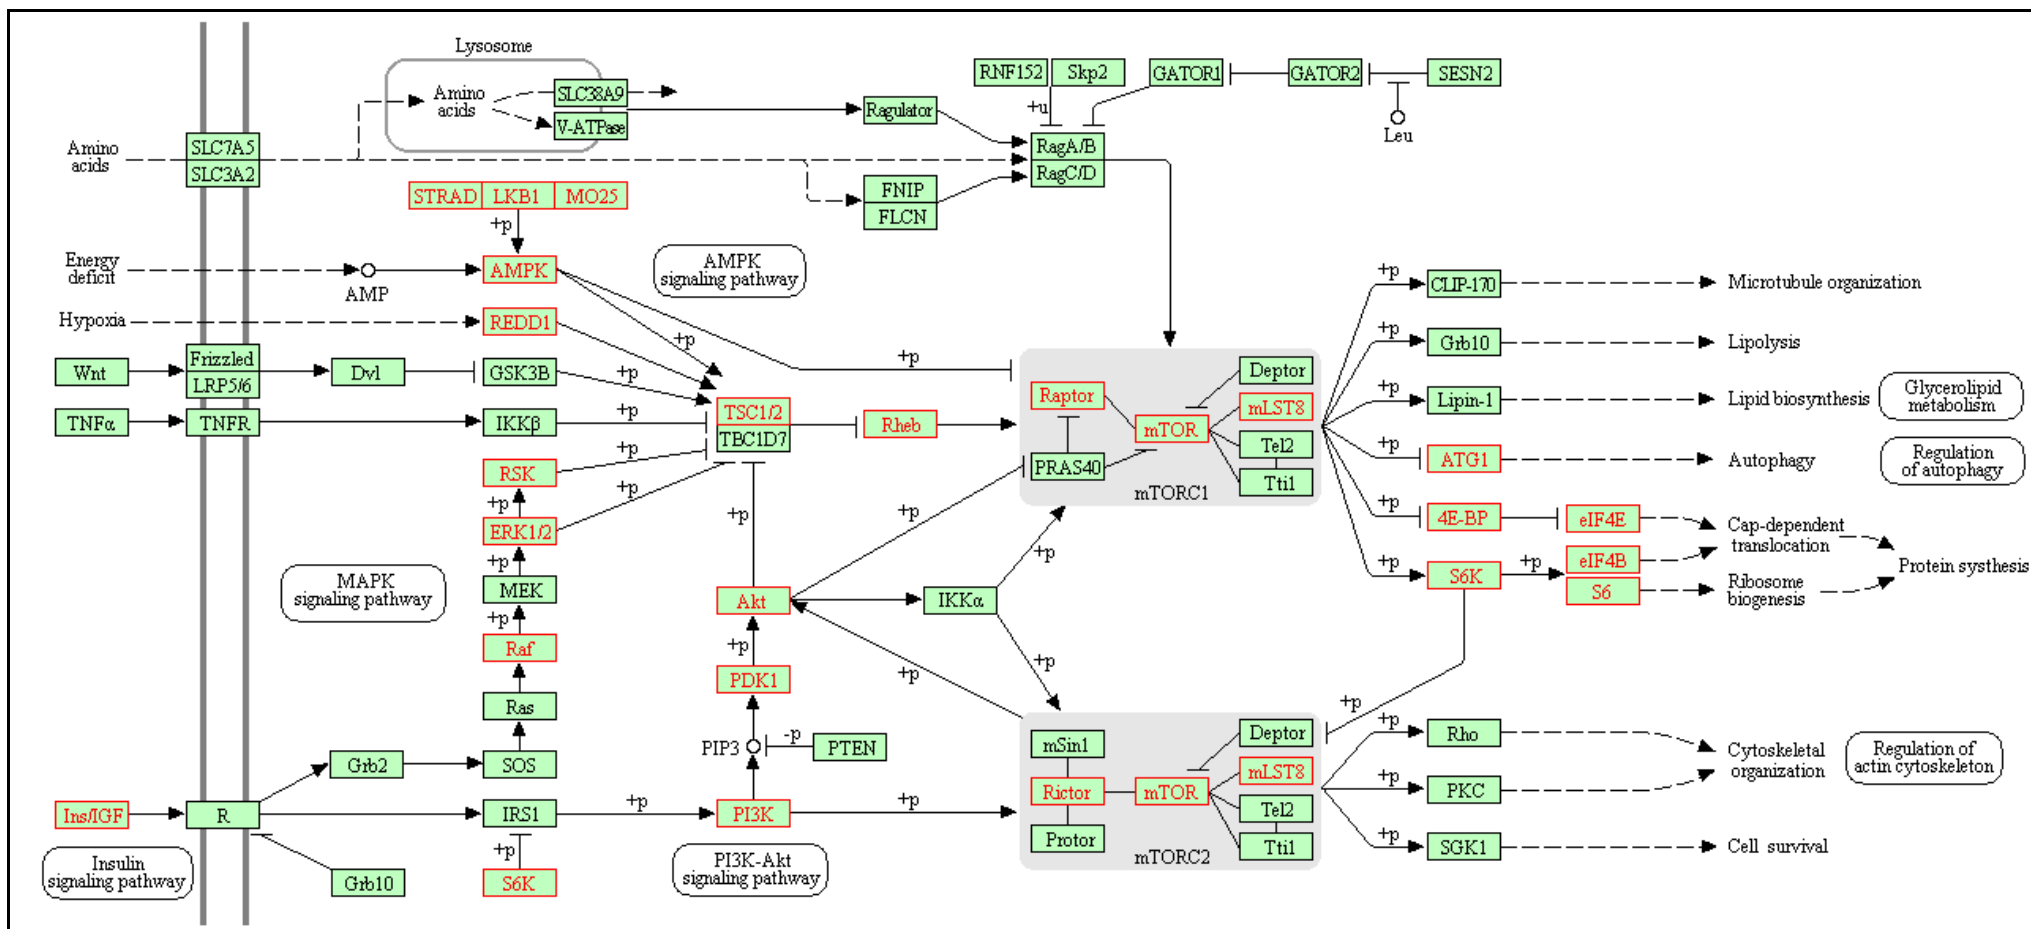 Lysosome
RNF152
Skp2
GATOR1
GATOR2
SESN2
Amino
acids
SLC38A9
V-ATPase
Ragulator
+u
Leu
Amino
acids
SLC7A5
SLC3A2
RagA/B
RagC/D
FNIP
FLCN
STRAD
LKB1
MO25
+p
Energy
deficit
AMP
AMPK
AMPK
signaling pathway
Hypoxia
REDD1
+p
+p
Wnt
Frizzled
LRP5/6
Dvl
GSK3B
+p
TNFα
TNFR
IKKβ
+p
TSC1/2
TBC1D7
Rheb
Raptor
mTOR
PRAS40
Deptor
mLST8
Tel2
Tti1
mTORC1
+p
CLIP-170
Microtubule organization
+p
Grb10
Lipolysis
+p
Lipin-1
Lipid biosynthesis
Glycerolipid
metabolism
+p
ATG1
Autophagy
Regulation
of autophagy
+p
4E-BP
eIF4E
Cap-dependent
translocation
+p
S6K
+p
eIF4B
S6
Ribosome
biogenesis
Protein systhesis
RSK
+p
+p
ERK1/2
+p
+p
MEK
+p
Raf
Ras
SOS
Grb2
MAPK
signaling pathway
+p
+p
Akt
IKKα
+p
+p
+p
+p
PDK1
PIP3
-p
PTEN
+p
Ins/IGF
R
IRS1
+p
PI3K
+p
Insulin
signaling pathway
Grb10
+p
S6K
PI3K-Akt
signaling pathway
mSin1
Rictor
Protor
mTOR
Deptor
mLST8
Tel2
Tti1
mTORC2
+p
Rho
+p
PKC
Cytoskeletal
organization
Regulation of
actin cytoskeleton
+p
SGK1
Cell survival